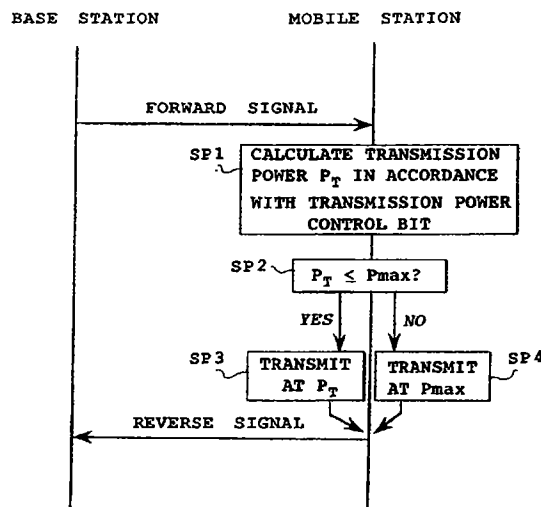 BASE STATION
MOBILE STATION
FORWARD SIGNAL
SP1
CALCULATE TRANSMISSION
POWER P_T IN ACCORDANCE
WITH TRANSMISSION POWER
CONTROL BIT
SP2
P_T ≤ Pmax?
YES
NO
SP3
TRANSMIT
AT P_T
TRANSMIT
AT Pmax
SP4
REVERSE SIGNAL